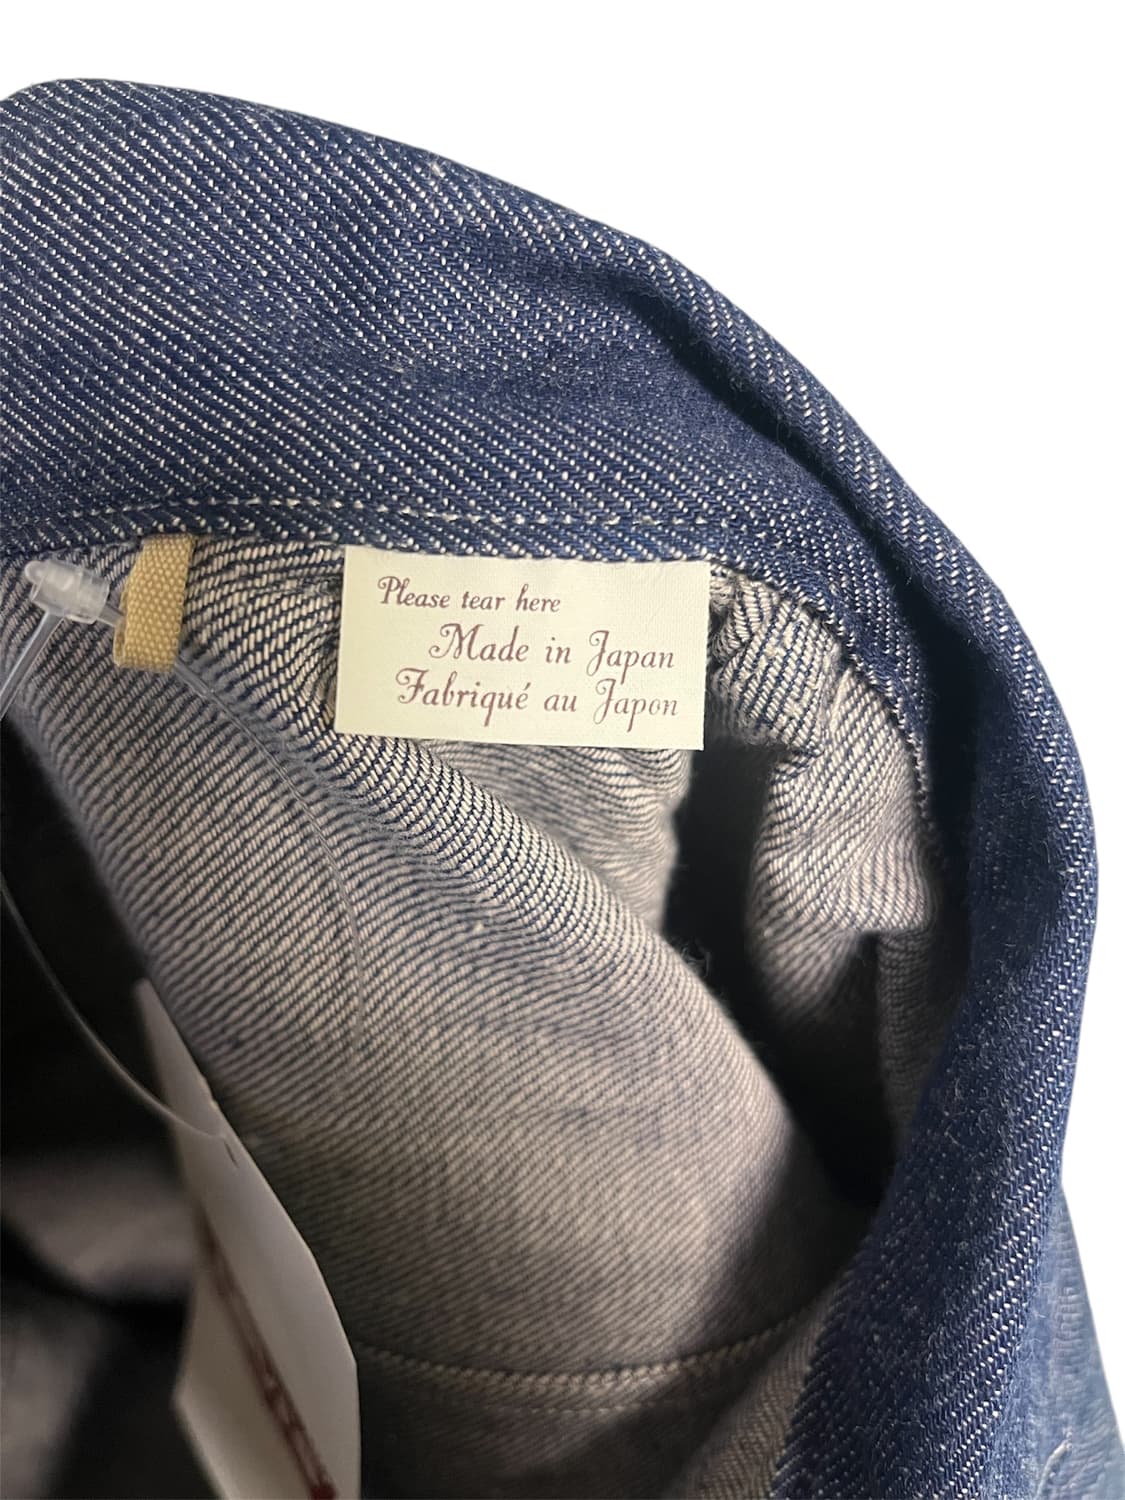 Please tear here
Made in Japan
Fabriqué au Japon